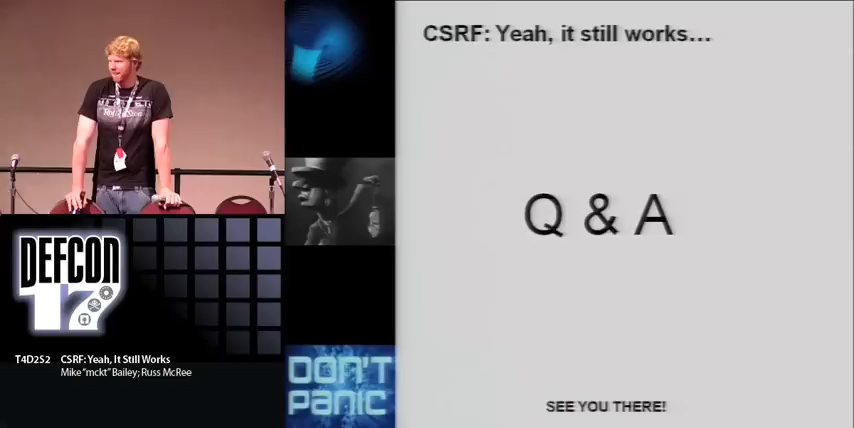 DEFCON
17
T4D2S2 CSRF: Yeah, It Still Works
Mike "mckt" Bailey; Russ McRee
DON'T
PANIC
CSRF: Yeah, it still works...
Q & A
SEE YOU THERE!